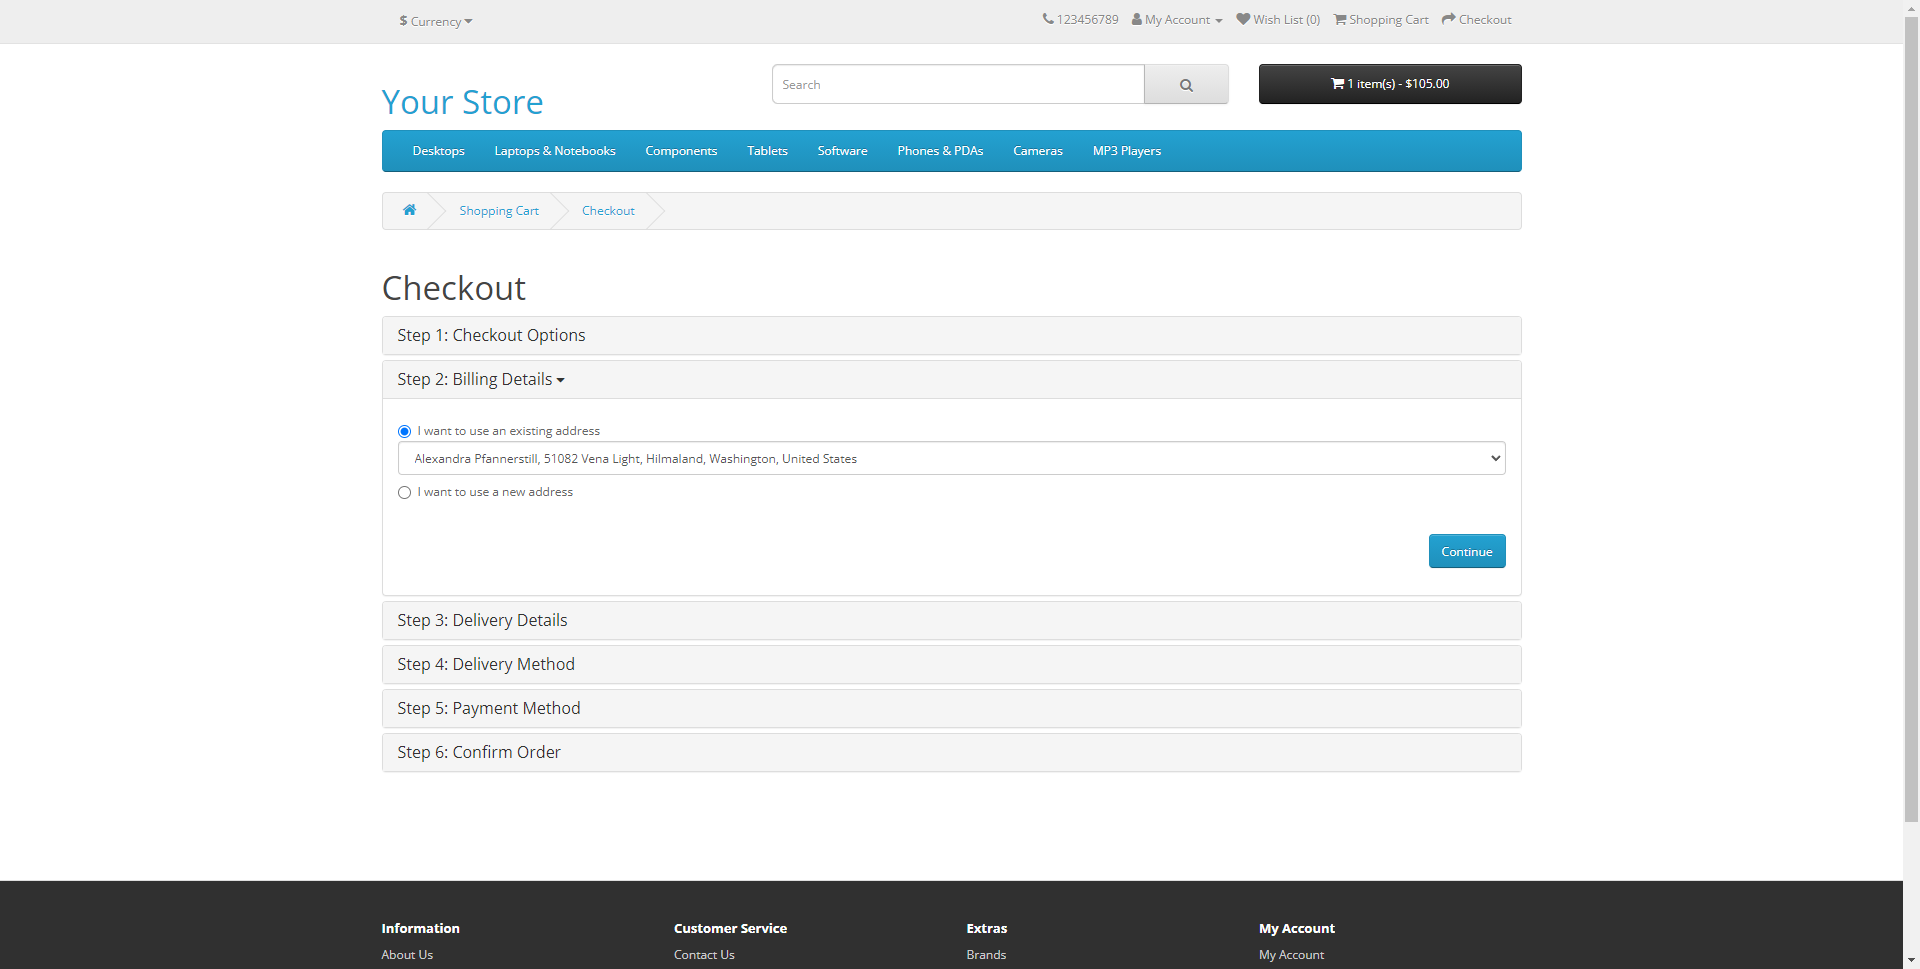 $ Currency
123456789 My Account Wish List (0) Shopping Cart Checkout
Your Store
Search
1 item(s) - $105.00
Desktops Laptops & Notebooks Components Tablets Software Phones & PDAs Cameras MP3 Players
Shopping Cart Checkout
Checkout
Step 1: Checkout Options
Step 2: Billing Details
I want to use an existing address
Alexandra Pfannerstill, 51082 Vena Light, Hilmaland, Washington, United States
I want to use a new address
Continue
Step 3: Delivery Details
Step 4: Delivery Method
Step 5: Payment Method
Step 6: Confirm Order
Information Customer Service Extras My Account
About Us Contact Us Brands My Account